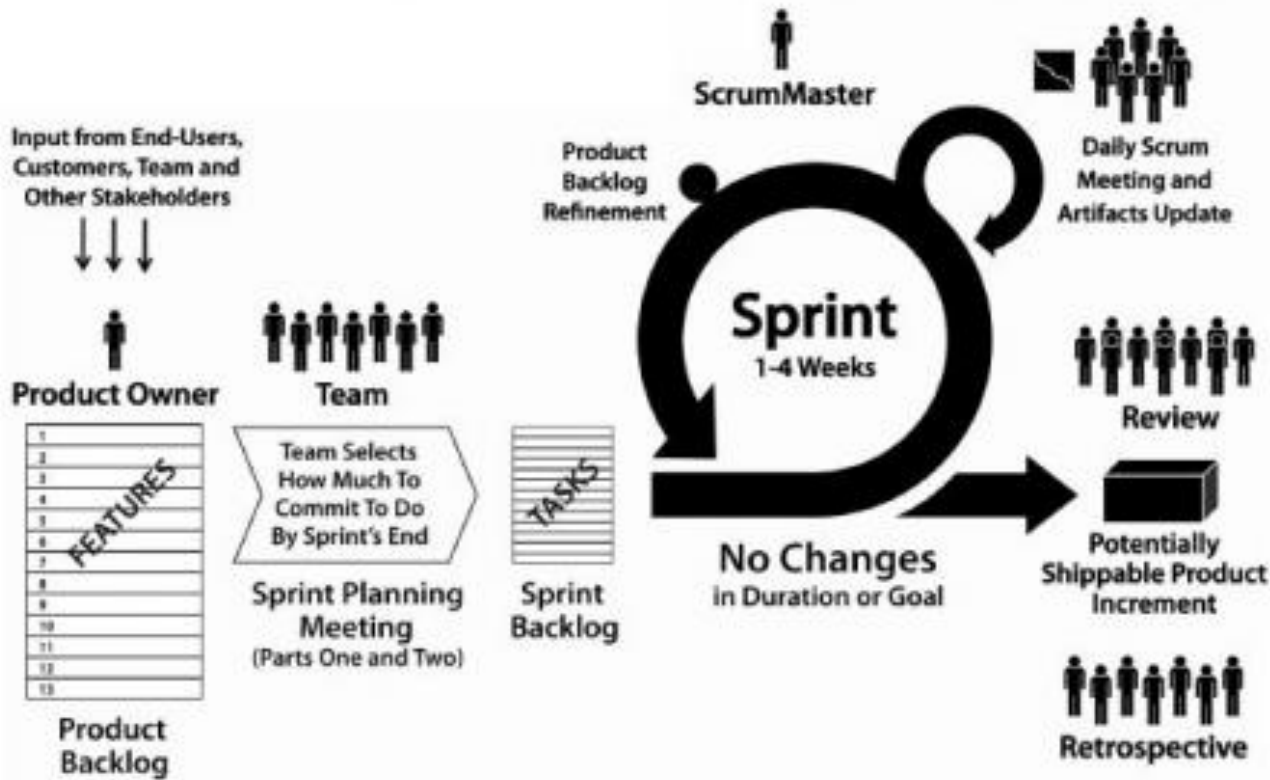 ScrumMaster
Input from End-Users,
Customers, Team and
Other Stakeholders
Product
Backlog
Refinement
Daily Scrum
Meeting and
Artifacts Update
Sprint
1-4 Weeks
Product Owner
Team
Review
1
2
3
4
5
6
7
8
9
10
11
12
13
FEATURES
Team Selects
How Much To
Commit To Do
By Sprint's End
TASKS
Sprint Planning
Meeting
(Parts One and Two)
Sprint
Backlog
No Changes
in Duration or Goal
Potentially
Shippable Product
Increment
Product
Backlog
Retrospective